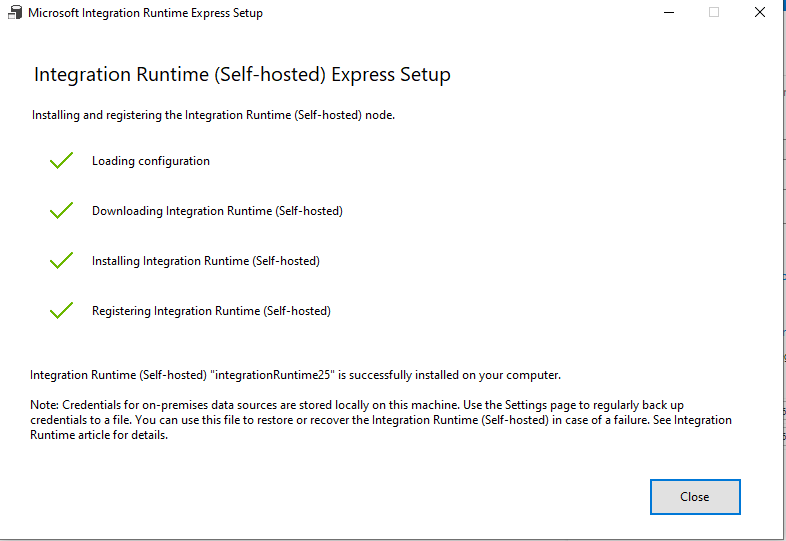 Microsoft Integration Runtime Express Setup
Integration Runtime (Self-hosted) Express Setup
Installing and registering the Integration Runtime (Self-hosted) node.
Loading configuration
Downloading Integration Runtime (Self-hosted)
Installing Integration Runtime (Self-hosted)
Registering Integration Runtime (Self-hosted)
Integration Runtime (Self-hosted) "integrationRuntime25" is successfully installed on your computer.
Note: Credentials for on-premises data sources are stored locally on this machine. Use the Settings page to regularly back up
credentials to a file. You can use this file to restore or recover the Integration Runtime (Self-hosted) in case of a failure. See Integration
Runtime article for details.
Close